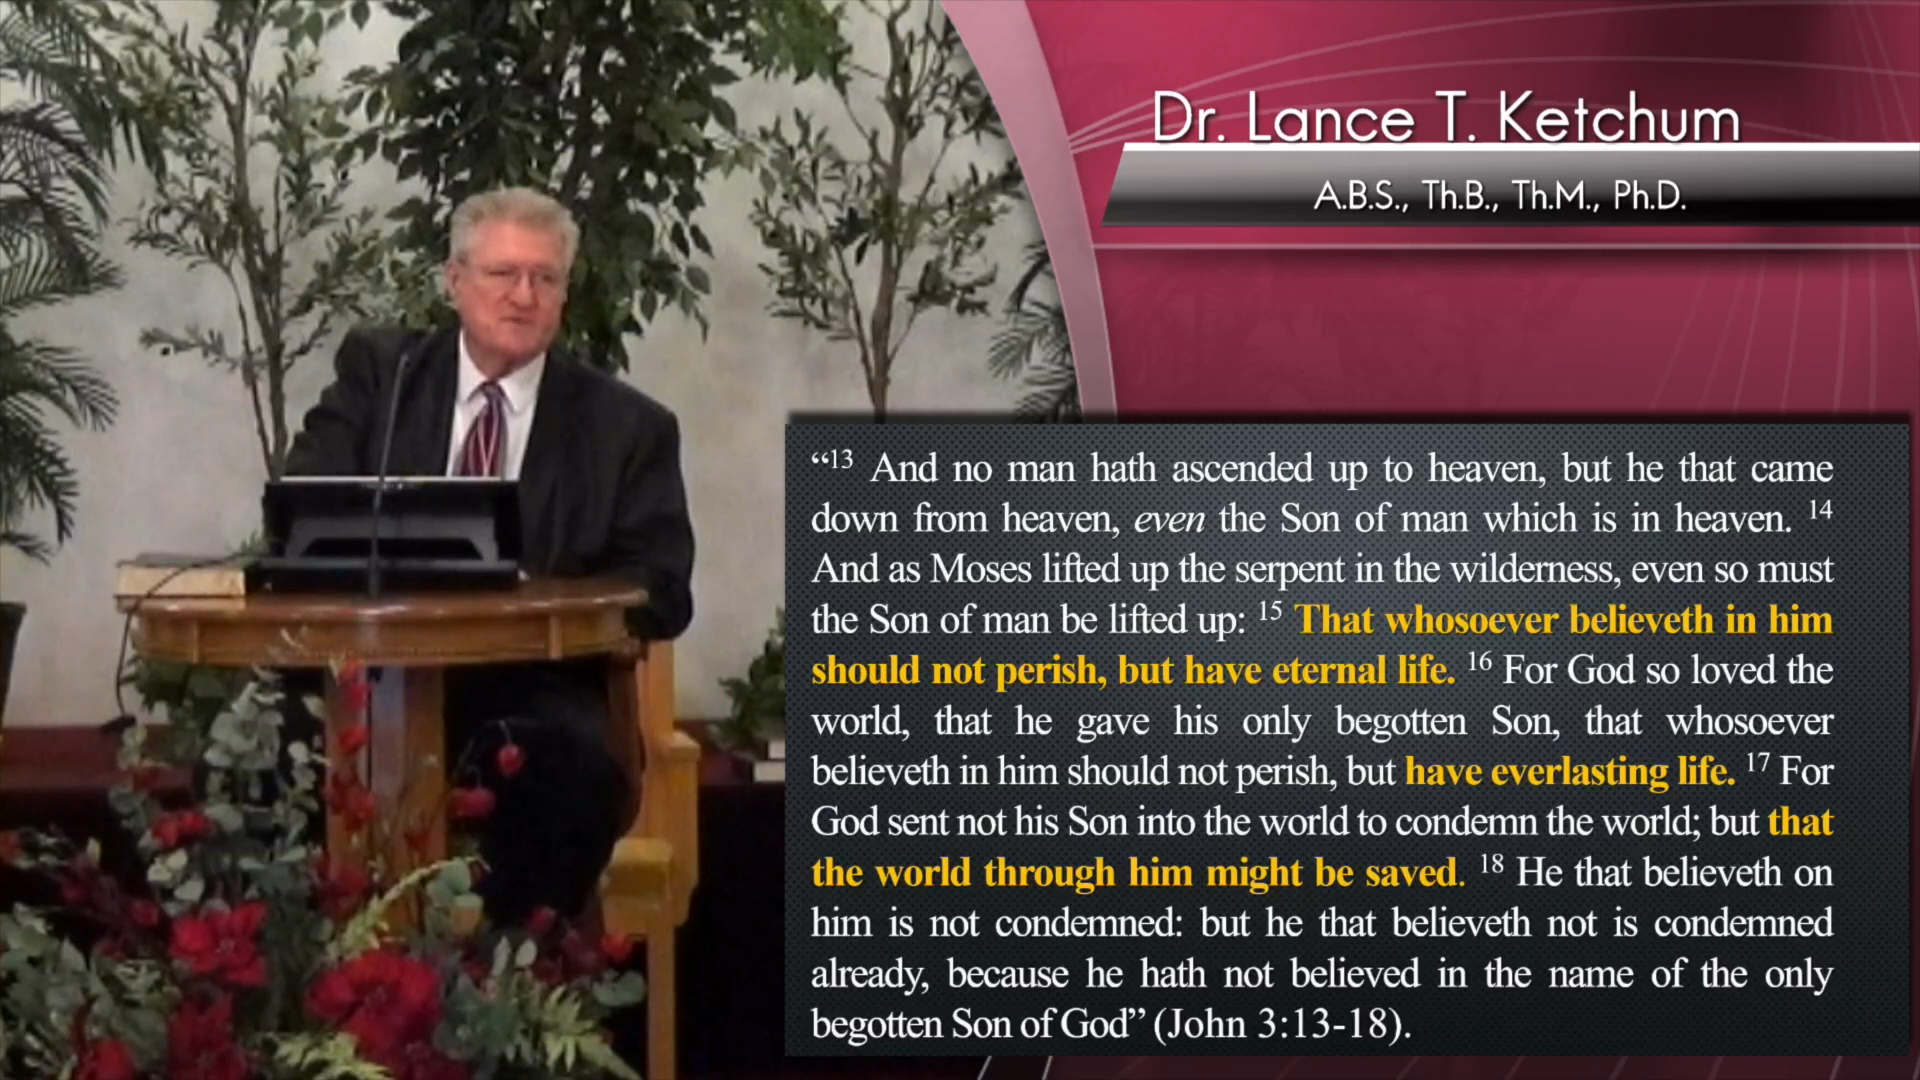 Dr. Lance T. Ketchum
A.B.S., Th.B., Th.M., Ph.D.
“13 And no man hath ascended up to heaven, but he that came
down from heaven, even the Son of man which is in heaven. 14
And as Moses lifted up the serpent in the wilderness, even so must
the Son of man be lifted up: 15 That whosoever believeth in him
should not perish, but have eternal life. 16 For God so loved the
world, that he gave his only begotten Son, that whosoever
believeth in him should not perish, but have everlasting life. 17 For
God sent not his Son into the world to condemn the world; but that
the world through him might be saved. 18 He that believeth on
him is not condemned: but he that believeth not is condemned
already, because he hath not believed in the name of the only
begotten Son of God” (John 3:13-18).